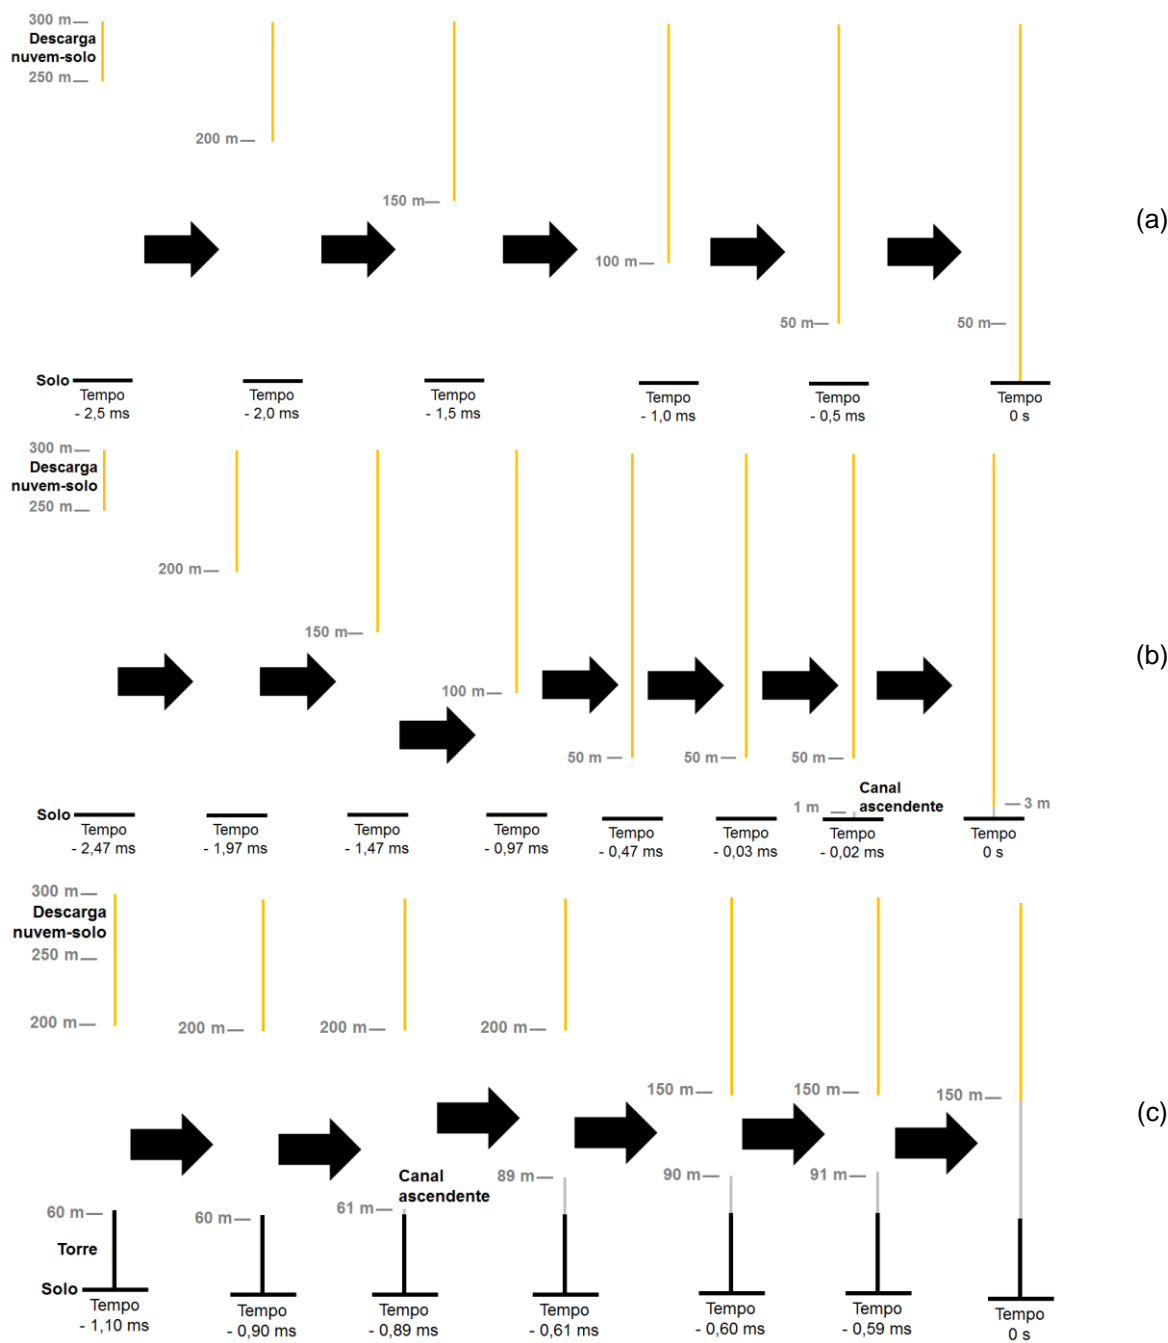 300 m
Descarga
nuvem-solo
250 m
200 m
150 m
100 m
50 m
50 m
(a)
Solo
Tempo
- 2,5 ms
Tempo
- 2,0 ms
Tempo
- 1,5 ms
Tempo
- 1,0 ms
Tempo
- 0,5 ms
Tempo
0 s
300 m
Descarga
nuvem-solo
250 m
200 m
150 m
100 m
50 m
50 m
50 m
(b)
Canal
ascendente
1 m
3 m
Solo
Tempo
- 2,47 ms
Tempo
- 1,97 ms
Tempo
- 1,47 ms
Tempo
- 0,97 ms
Tempo
- 0,47 ms
Tempo
- 0,03 ms
Tempo
- 0,02 ms
Tempo
0 s
300 m
Descarga
nuvem-solo
250 m
200 m
200 m
200 m
200 m
150 m
150 m
150 m
(c)
Canal
ascendente
89 m
90 m
91 m
60 m
60 m
61 m
Torre
Solo
Tempo
- 1,10 ms
Tempo
- 0,90 ms
Tempo
- 0,89 ms
Tempo
- 0,61 ms
Tempo
- 0,60 ms
Tempo
- 0,59 ms
Tempo
0 s